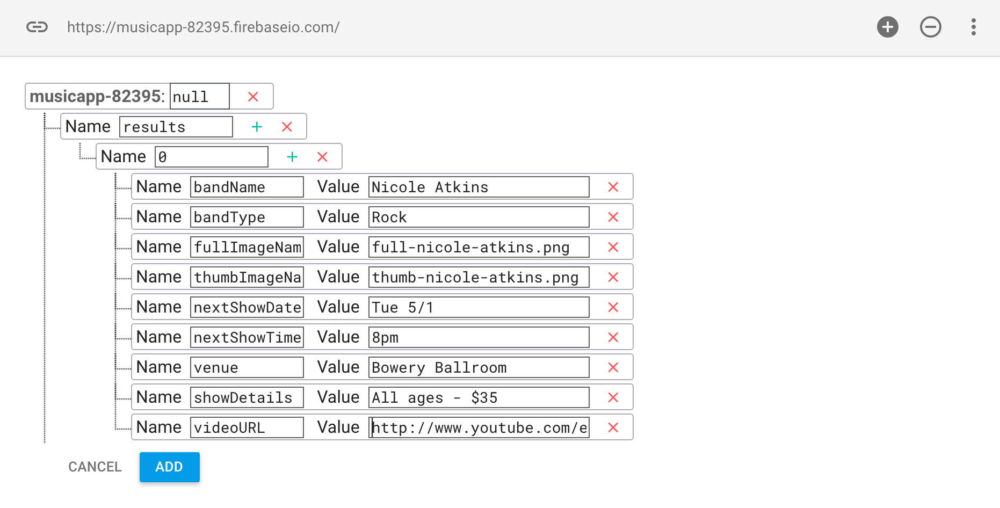 https://musicapp-82395.firebaseio.com/
musicapp-82395: null
Name results
Name 0
Name bandName Value Nicole Atkins
Name bandType Value Rock
Name fullImageNam Value full-nicole-atkins.png
Name thumbImageNa Value thumb-nicole-atkins.png
Name nextShowDate Value Tue 5/1
Name nextShowTime Value 8pm
Name venue Value Bowery Ballroom
Name showDetails Value All ages - $35
Name videoURL Value http://www.youtube.com/e
CANCEL ADD